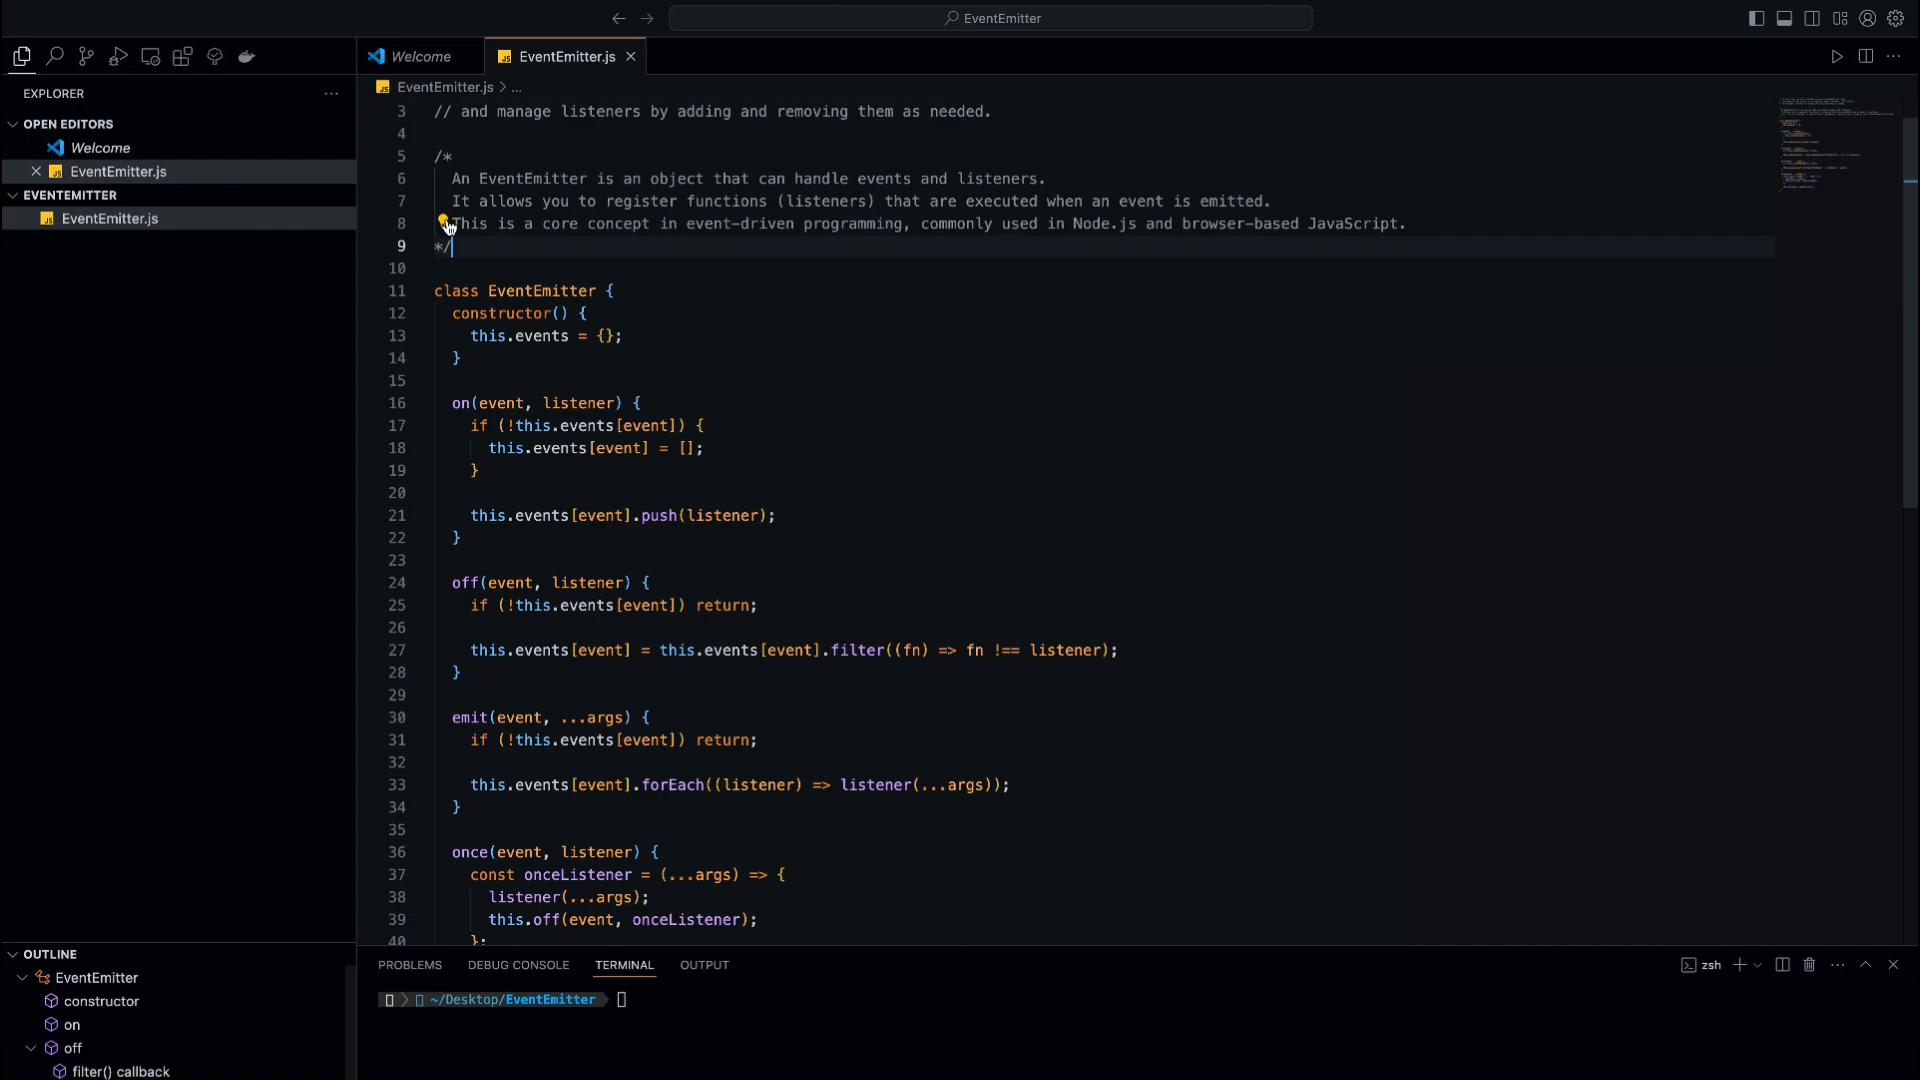 EventEmitter
Welcome
EventEmitter.js
EXPLORER
EventEmitter.js > ...
OPEN EDITORS
Welcome
EventEmitter.js
EVENTEMITTER
EventEmitter.js
3 // and manage listeners by adding and removing them as needed.
4
5 /*
6 An EventEmitter is an object that can handle events and listeners.
7 It allows you to register functions (listeners) that are executed when an event is emitted.
8 This is a core concept in event-driven programming, commonly used in Node.js and browser-based JavaScript.
9 */
10
11 class EventEmitter {
12 constructor() {
13 this.events = {};
14 }
15
16 on(event, listener) {
17 if (!this.events[event]) {
18 this.events[event] = [];
19 }
20
21 this.events[event].push(listener);
22 }
23
24 off(event, listener) {
25 if (!this.events[event]) return;
26
27 this.events[event] = this.events[event].filter((fn) => fn !== listener);
28 }
29
30 emit(event, ...args) {
31 if (!this.events[event]) return;
32
33 this.events[event].forEach((listener) => listener(...args));
34 }
35
36 once(event, listener) {
37 const onceListener = (...args) => {
38 listener(...args);
39 this.off(event, onceListener);
40 };
OUTLINE
EventEmitter
constructor
on
off
filter() callback
PROBLEMS DEBUG CONSOLE TERMINAL OUTPUT
zsh
~/Desktop/EventEmitter